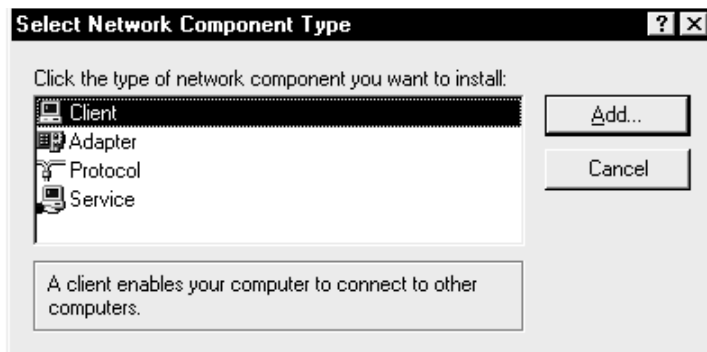 Select Network Component Type
Click the type of network component you want to install:
Client
Add...
Adapter
Protocol
Cancel
Service
A client enables your computer to connect to other
computers.